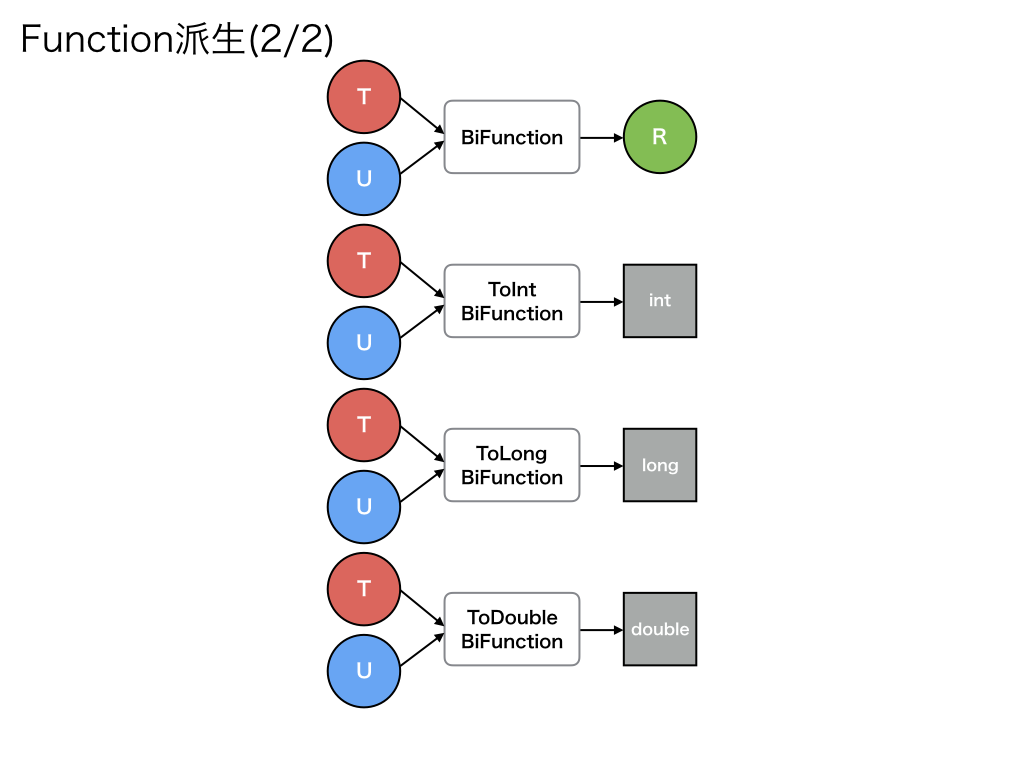 Function派生(2/2)
T
U
BiFunction
R
T
U
ToInt
BiFunction
int
T
U
ToLong
BiFunction
long
T
U
ToDouble
BiFunction
double